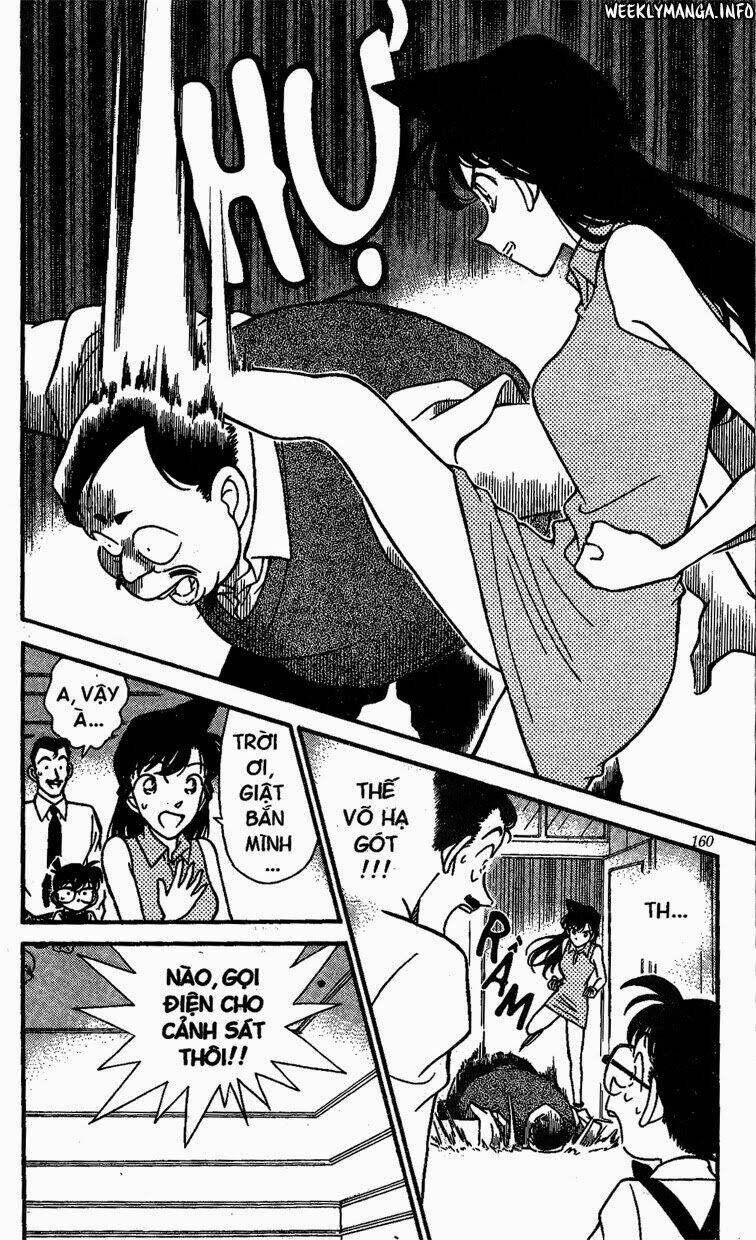 WEEKLYMANGA.INFO
HỰ
TH...
THẾ
VÕ HẠ
GÓT
!!!
RẦM
160
TRỜI
ƠI,
GIẬT
BẮN
MÌNH
...
A, VẬY
À...
NÀO, GỌI
ĐIỆN CHO
CẢNH SÁT
THÔI!!